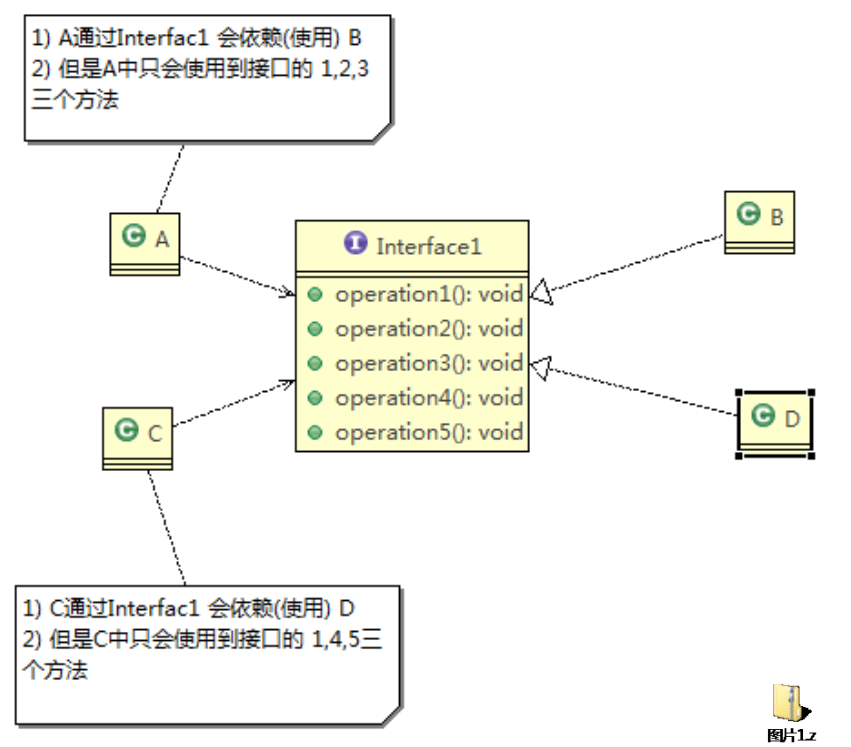 1) A通过Interfac1 会依赖(使用) B
2) 但是A中只会使用到接口的 1,2,3
三个方法
C A
I Interface1
C B
operation1(): void
operation2(): void
operation3(): void
operation4(): void
operation5(): void
C C
C D
1) C通过Interfac1 会依赖(使用) D
2) 但是C中只会使用到接口的 1,4,5三
个方法
图片1.z